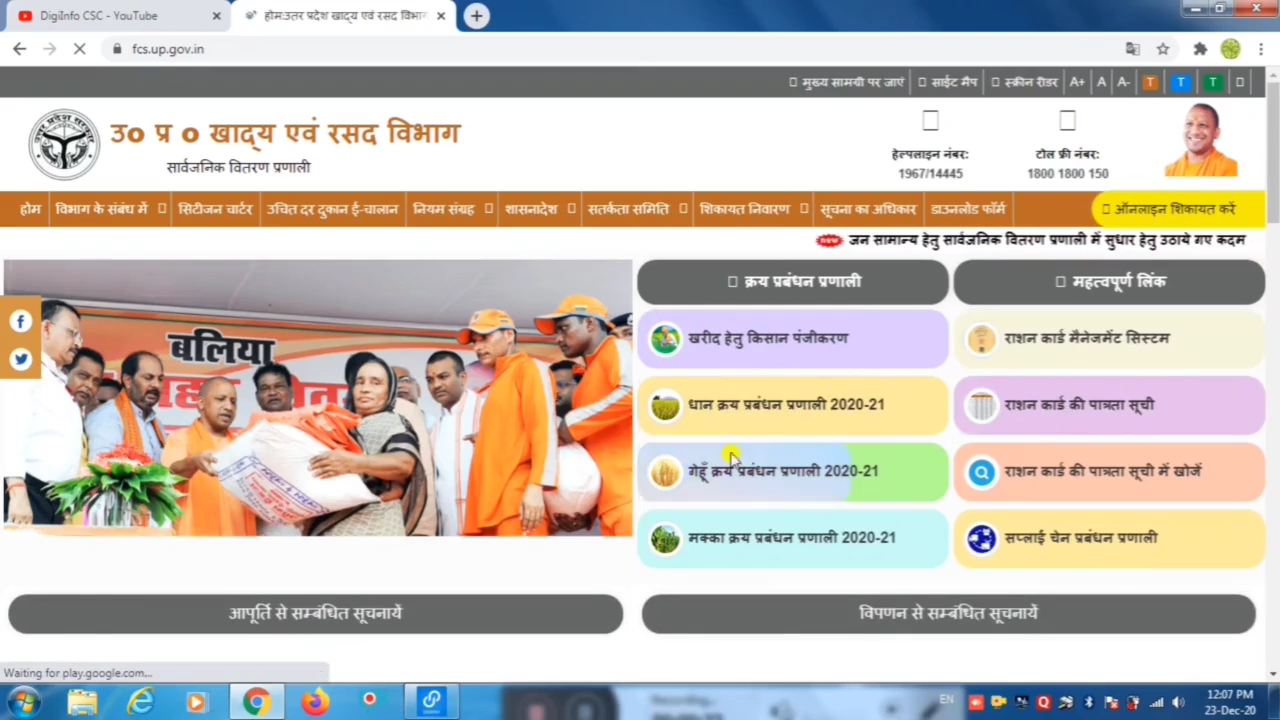 DigiInfo CSC - YouTube
होम:उत्तर प्रदेश खाद्य एवं रसद विभाग
fcs.up.gov.in
मुख्य सामग्री पर जाएं
साईट मैप
स्क्रीन रीडर
A+ A A- T T T
उ0 प्र 0 खाद्य एवं रसद विभाग
सार्वजनिक वितरण प्रणाली
हेल्पलाइन नंबर:
1967/14445
टोल फ्री नंबर:
1800 1800 150
होम विभाग के संबंध में सिटीजन चार्टर उचित दर दुकान ई-चालान नियम संग्रह शासनादेश सतर्कता समिति शिकायत निवारण सूचना का अधिकार डाउनलोड फॉर्म ऑनलाइन शिकायत करें
new जन सामान्य हेतु सार्वजनिक वितरण प्रणाली में सुधार हेतु उठाये गए कदम
बलिया
क्रय प्रबंधन प्रणाली
खरीद हेतु किसान पंजीकरण
धान क्रय प्रबंधन प्रणाली 2020-21
गेहूँ क्रय प्रबंधन प्रणाली 2020-21
मक्का क्रय प्रबंधन प्रणाली 2020-21
महत्वपूर्ण लिंक
राशन कार्ड मैनेजमेंट सिस्टम
राशन कार्ड की पात्रता सूची
राशन कार्ड की पात्रता सूची में खोजें
सप्लाई चेन प्रबंधन प्रणाली
आपूर्ति से सम्बंधित सूचनायें
विपणन से सम्बंधित सूचनायें
Waiting for play.google.com...
EN
12:07 PM
23-Dec-20